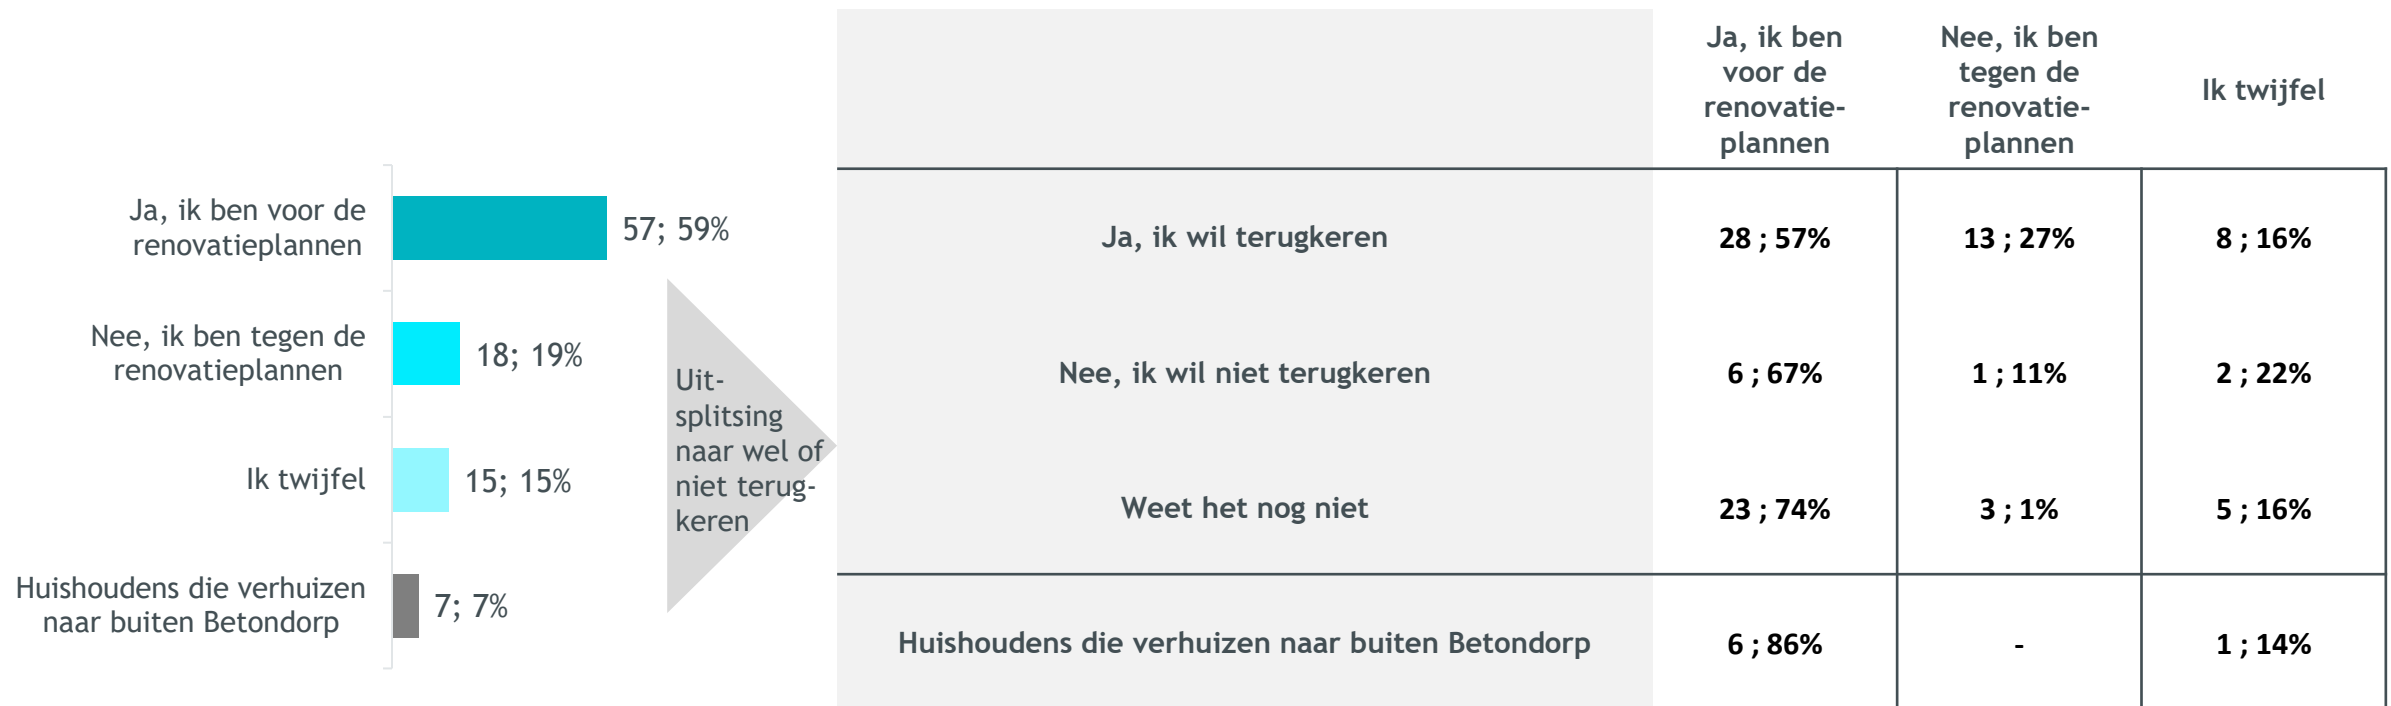 Ja, ik ben voor de
renovatieplannen
57; 59%
Nee, ik ben tegen de
renovatieplannen
18; 19%
Ik twijfel
15; 15%
Huishoudens die verhuizen
naar buiten Betondorp
7; 7%
Uit-
splitsing
naar wel of
niet terug-
keren
Ja, ik ben
voor de
renovatie-
plannen
Nee, ik ben
tegen de
renovatie-
plannen
Ik twijfel
Ja, ik wil terugkeren
28 ; 57%
13 ; 27%
8 ; 16%
Nee, ik wil niet terugkeren
6 ; 67%
1 ; 11%
2 ; 22%
Weet het nog niet
23 ; 74%
3 ; 1%
5 ; 16%
Huishoudens die verhuizen naar buiten Betondorp
6 ; 86%
-
1 ; 14%